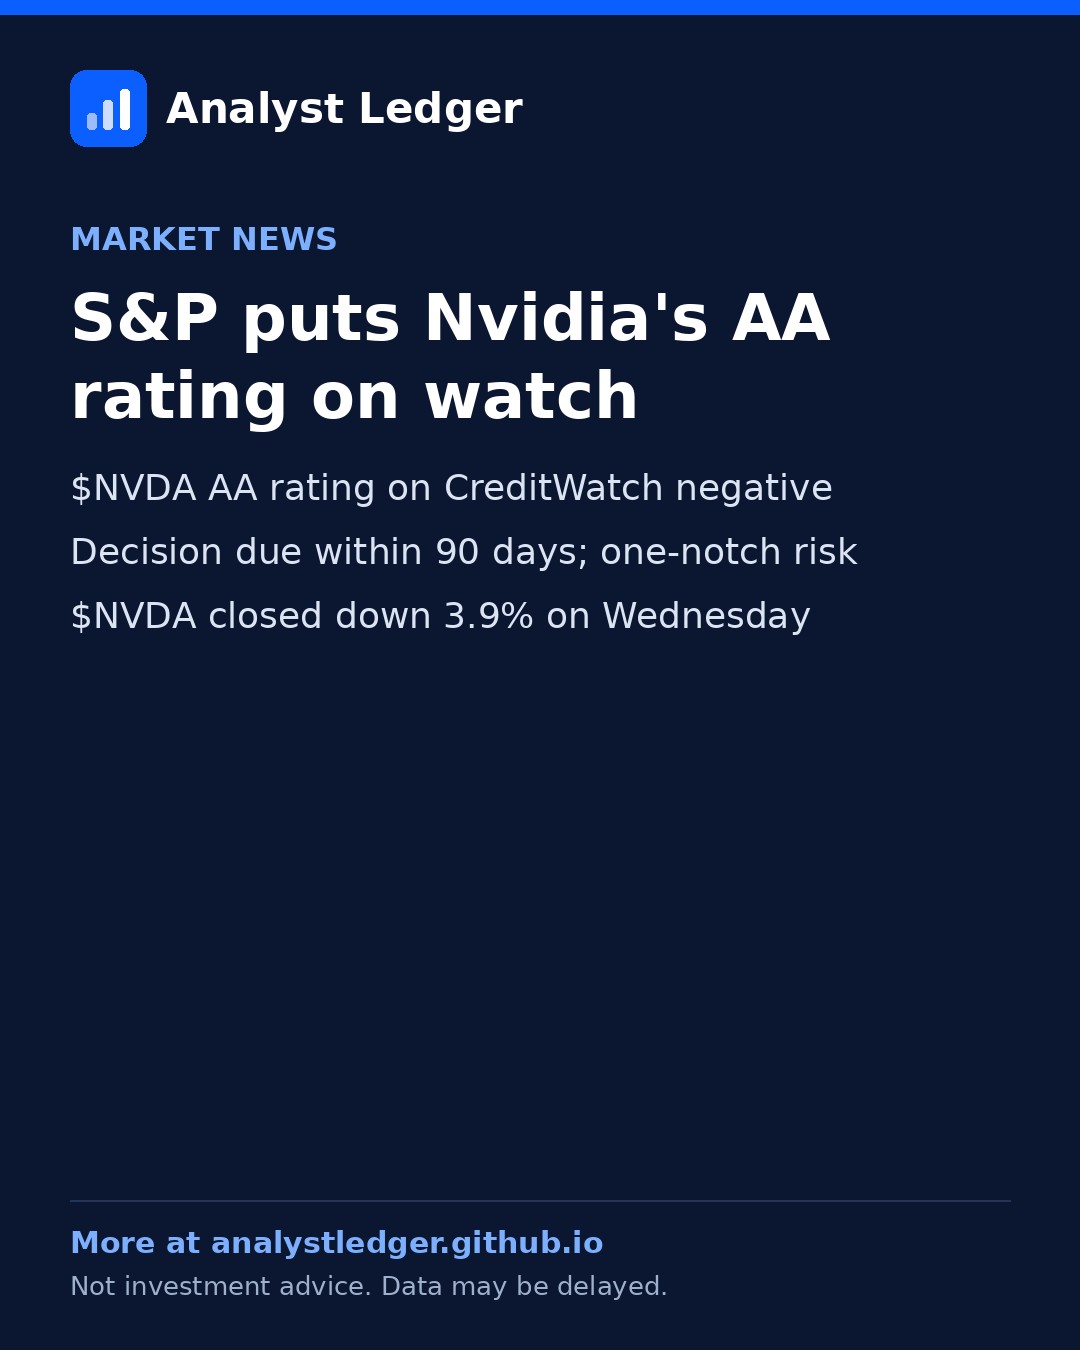 Analyst Ledger
MARKET NEWS
S&P puts Nvidia's AA
rating on watch
$NVDA AA rating on CreditWatch negative
Decision due within 90 days; one-notch risk
$NVDA closed down 3.9% on Wednesday
More at analystledger.github.io
Not investment advice. Data may be delayed.